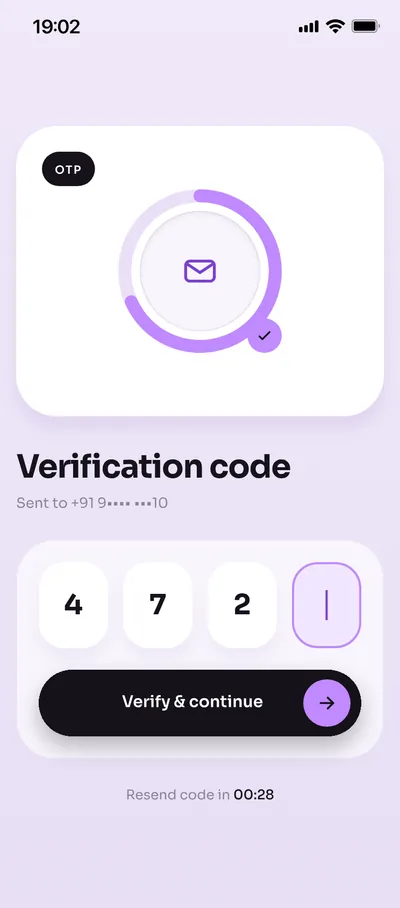 19:02
OTP
Verification code
Sent to +91 9•••• •••10
4 7 2
Verify & continue
Resend code in 00:28